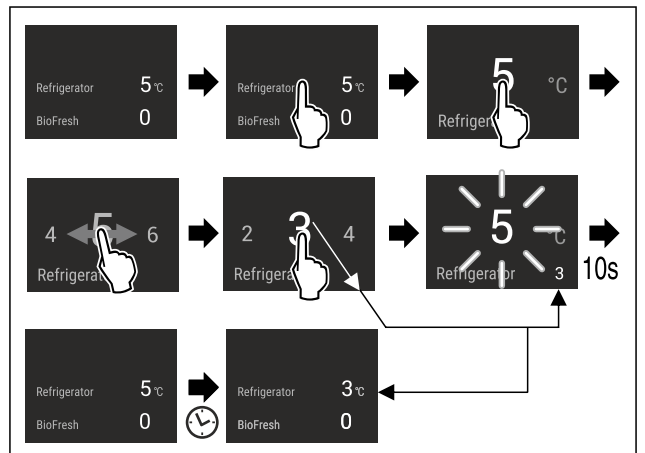 Refrigerator 5 °C
BioFresh 0
Refrigerator 5 °C
BioFresh 0
5 °C
Refriger
4 5 6
Refrigerat
2 3 4
Refrigera
5 °C
Refrigerator 3
10s
Refrigerator 5 °C
BioFresh 0
Refrigerator 3 °C
BioFresh 0